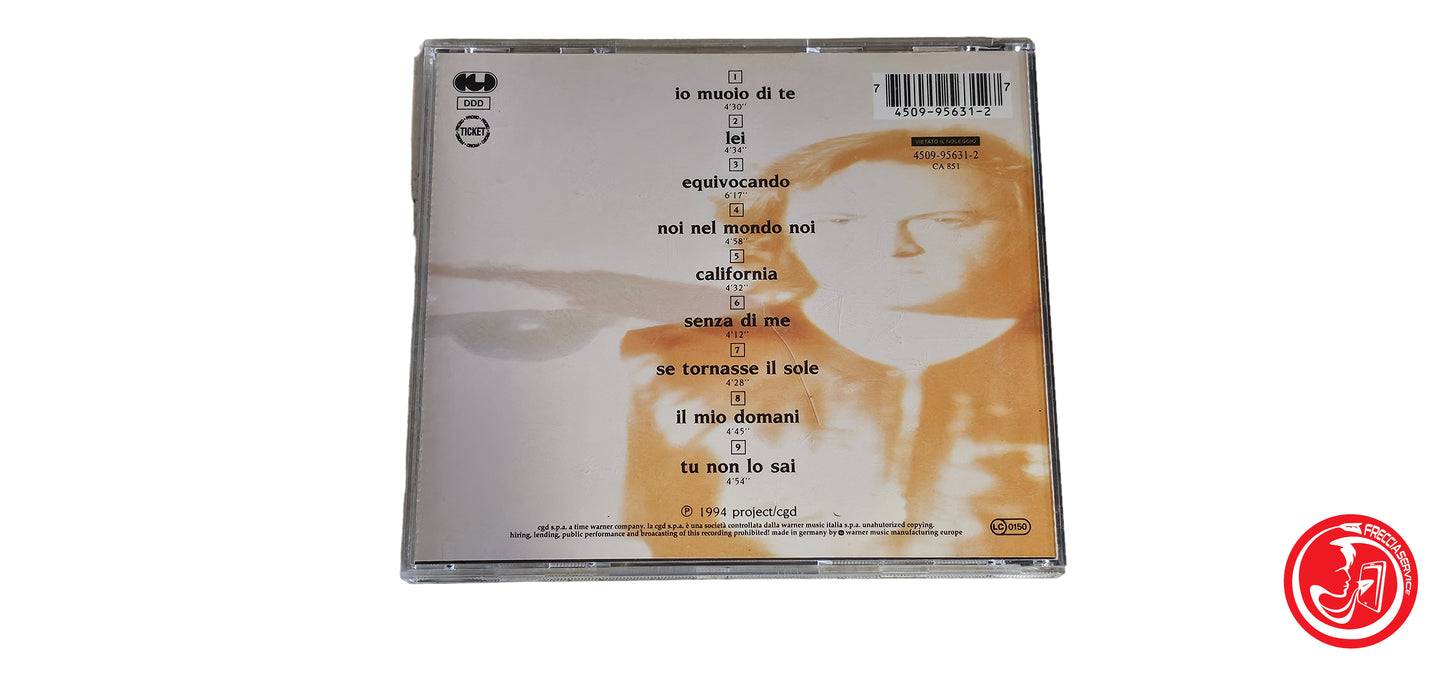 DDD
TICKET
1
io muoio di te
4'30''
2
lei
4'34''
3
equivocando
6'17''
4
noi nel mondo noi
4'58''
5
california
4'32''
6
senza di me
4'12''
7
se tornasse il sole
4'28''
8
il mio domani
4'45''
9
tu non lo sai
4'54''
7 4509-95631-2 7
VIETATO IL NOLEGGIO
4509-95631-2
CA 851
℗ 1994 project/cgd
cgd s.p.a. a time warner company. la cgd s.p.a. è una società controllata dalla warner music italia s.p.a. unahutorized copying.
hiring, lending, public performance and broacasting of this recording prohibited! made in germany by warner music manufacturing europe
LC 0150
FRECCIASERVICE